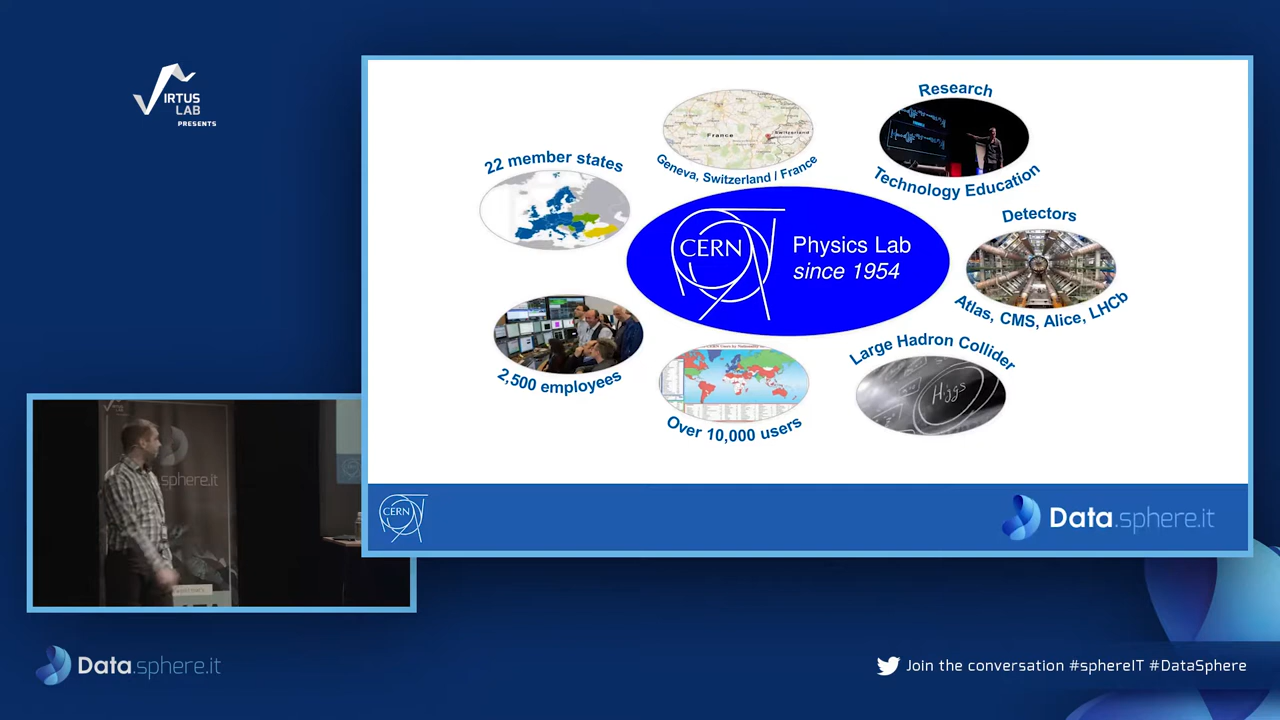 VIRTUS
LAB
PRESENTS
22 member states
France
Switzerland
Geneva, Switzerland / France
Research
Technology Education
CERN
Physics Lab
since 1954
Detectors
Atlas, CMS, Alice, LHCb
2,500 employees
Over 10,000 users
Large Hadron Collider
Higgs
CERN
Data.sphere.it
sphere.it
Data.sphere.it
Join the conversation #sphereIT #DataSphere